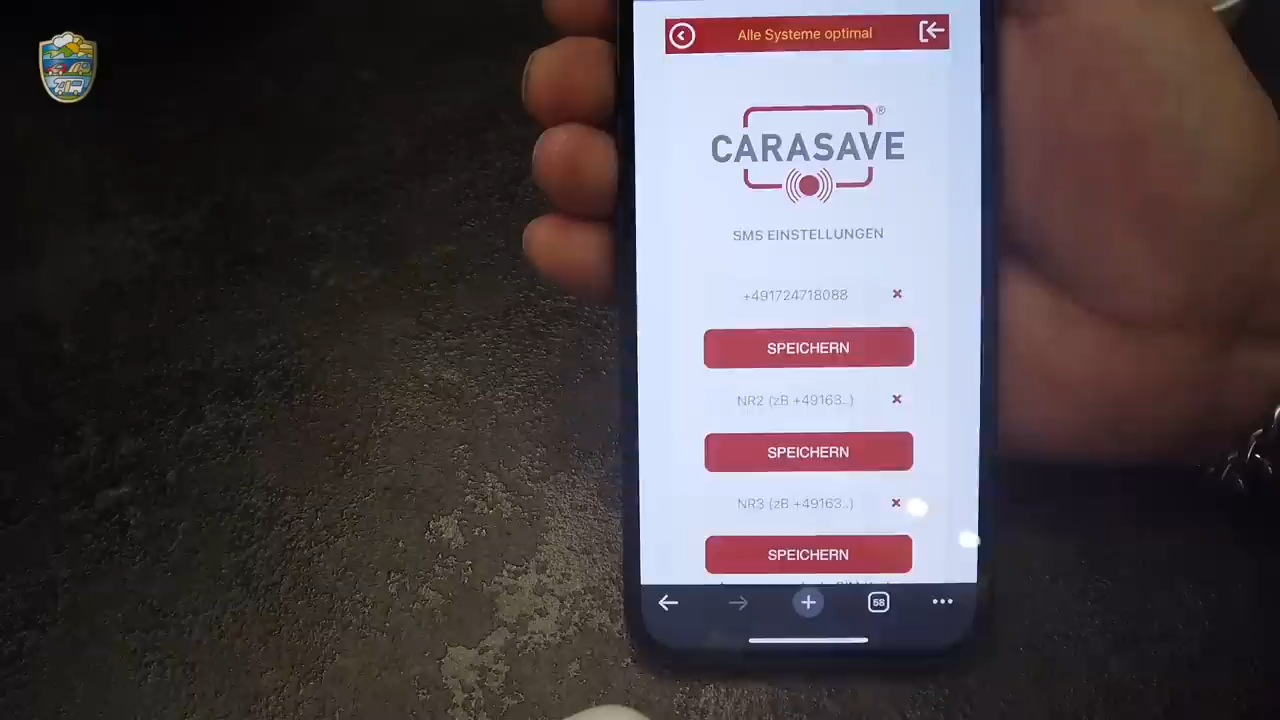 Alle Systeme optimal
CARASAVE®
SMS EINSTELLUNGEN
+491724718088
SPEICHERN
NR2 (zB +49163..)
SPEICHERN
NR3 (zB +49163..)
SPEICHERN
58